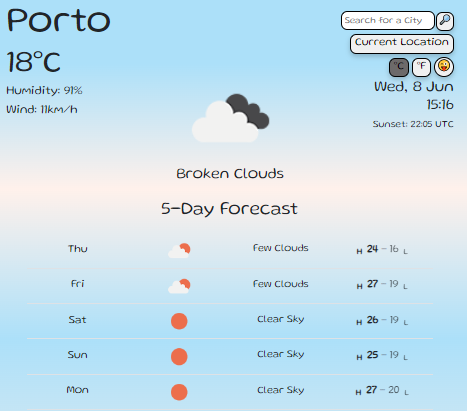 Porto
18°C
Humidity: 91%
Wind: 11km/h
Search for a City
Current Location
°C °F
Wed, 8 Jun
15:16
Sunset: 22:05 UTC
Broken Clouds
5-Day Forecast
Thu Few Clouds H 24 - 16 L
Fri Few Clouds H 27 - 19 L
Sat Clear Sky H 26 - 19 L
Sun Clear Sky H 25 - 19 L
Mon Clear Sky H 27 - 20 L